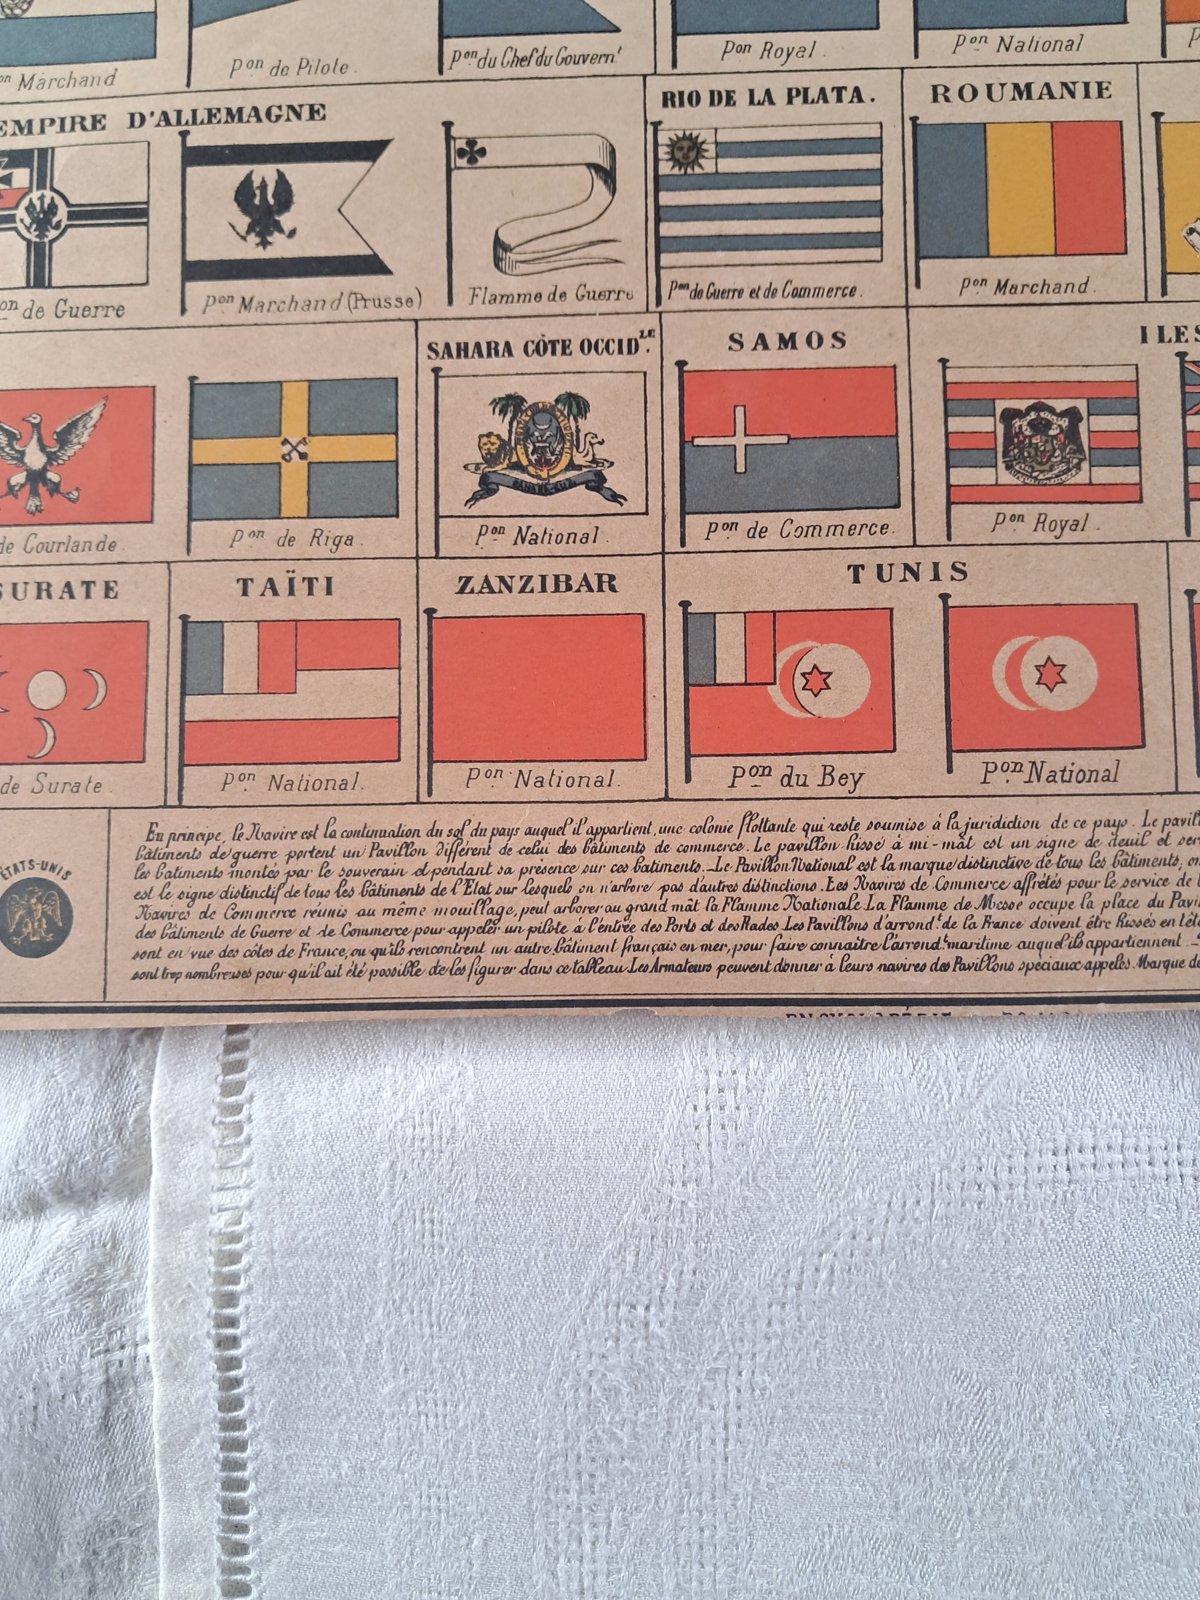 on Marchand
Pon de Pilote.
Pon du Chef du Gouvernt
Pon Royal.
Pon National
EMPIRE D'ALLEMAGNE
RIO DE LA PLATA.
ROUMANIE
on de Guerre
Pon Marchand (Prusse)
Flamme de Guerre
Pon de Guerre et de Commerce.
Pon Marchand.
SAHARA CÔTE OCCIDLE.
SAMOS
ILES
de Courlande.
Pon de Riga.
Pon National.
Pon de Commerce.
Pon Royal.
SURATE
TAÏTI
ZANZIBAR
TUNIS
de Surate.
Pon National.
Pon National.
Pon du Bey
Pon National
ÉTATS-UNIS
En principe, le Navire est la continuation du sol du pays auquel il appartient, une colonie flottante qui reste soumise à la juridiction de ce pays. Le pavill
bâtiments de guerre portent un Pavillon différent de celui des bâtiments de commerce. Le pavillon hissé à mi-mât est un signe de deuil et ser
les batiments montés par le souverain et pendant sa présence sur ces batiments._Le Pavillon National est la marque distinctive de tous les bâtiments, on
est le signe distinctif de tous les bâtiments de l'État sur lesquels on n'arbore pas d'autres distinctions. Les Navires de Commerce affrétés pour le service de l
Navires de Commerce réunis au même mouillage, peut arborer au grand mât la Flamme Nationale. La Flamme de Messe occupe la place du Pavil
des bâtiments de Guerre et de Commerce pour appeler un pilote à l'entrée des Ports et des Rades. Les Pavillons d'arrondt. de la France doivent être hissés en tête
sont en vue des côtes de France, ou qu'ils rencontrent un autre bâtiment français en mer, pour faire connaître l'arrondt. maritime auquel ils appartiennent._
sont trop nombreuses pour qu'il ait été possible de les figurer dans ce tableau. Les Armateurs peuvent donner à leurs navires des Pavillons spéciaux appelés Marque de